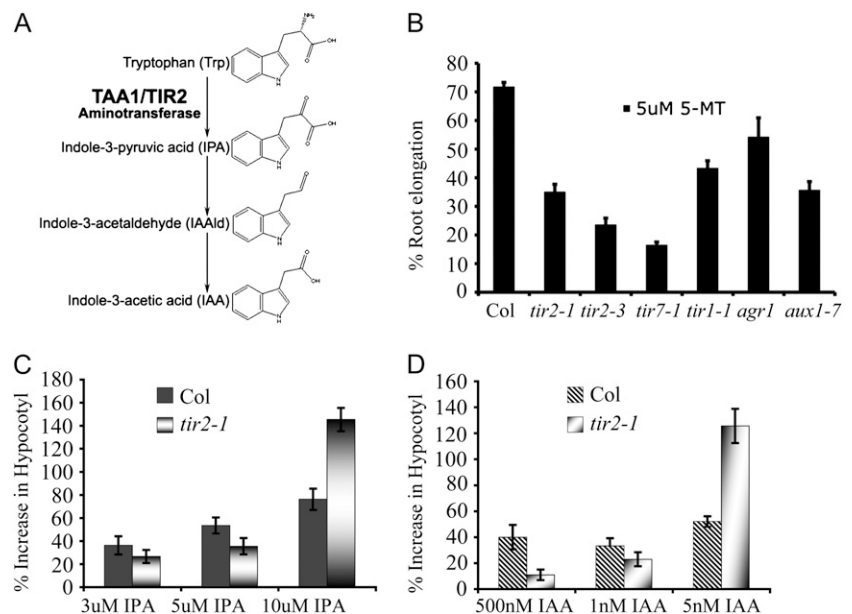 A
Tryptophan (Trp)
NH₂
O
OH
N
H
TAA1/TIR2
Aminotransferase
Indole-3-pyruvic acid (IPA)
O
OH
O
N
H
Indole-3-acetaldehyde (IAAld)
O
N
H
Indole-3-acetic acid (IAA)
O
OH
N
H
B
% Root elongation
80
70
60
50
40
30
20
10
0
5uM 5-MT
Col tir2-1 tir2-3 tir7-1 tir1-1 agr1 aux1-7
C
% Increase in Hypocotyl
180
160
140
120
100
80
60
40
20
0
Col
tir2-1
3uM IPA 5uM IPA 10uM IPA
D
% Increase in Hypocotyl
160
140
120
100
80
60
40
20
0
Col
tir2-1
500nM IAA 1nM IAA 5nM IAA